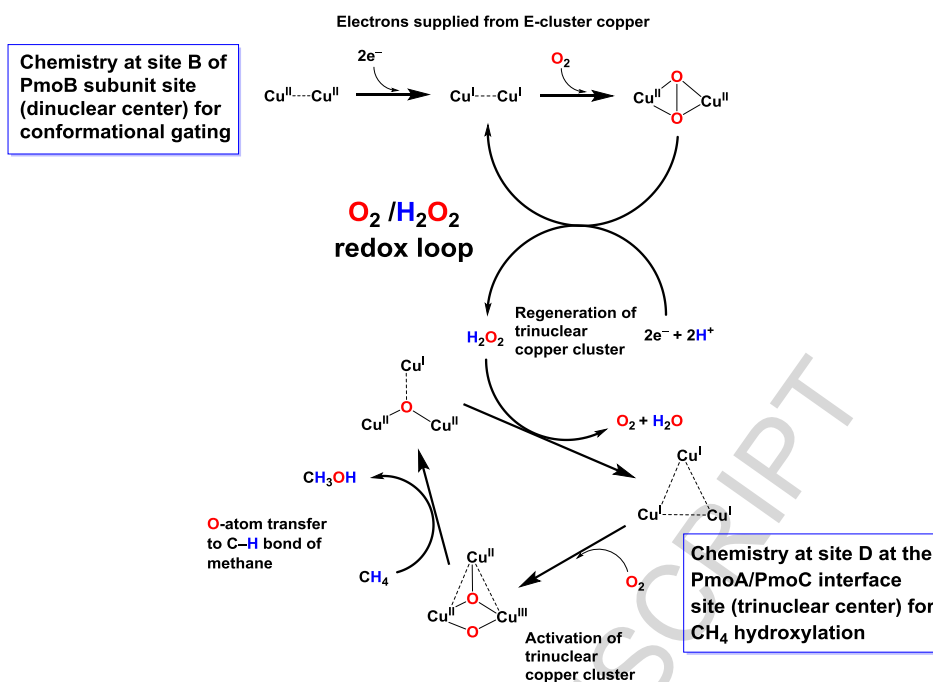 Electrons supplied from E-cluster copper
Chemistry at site B of
PmoB subunit site
(dinuclear center) for
conformational gating
2e⁻
O₂
Cuᴵᴵ Cuᴵᴵ
Cuᴵ Cuᴵ
O
Cuᴵᴵ Cuᴵᴵ
O
O₂ /H₂O₂
redox loop
Regeneration of
trinuclear
copper cluster
H₂O₂
2e⁻ + 2H⁺
Cuᴵ
O
Cuᴵᴵ Cuᴵᴵ
O₂ + H₂O
Cuᴵ
Cuᴵ Cuᴵ
CH₃OH
O-atom transfer
to C–H bond of
methane
CH₄
Cuᴵᴵ
O
Cuᴵᴵ Cuᴵᴵᴵ
O
O₂
Activation of
trinuclear
copper cluster
Chemistry at site D at the
PmoA/PmoC interface
site (trinuclear center) for
CH₄ hydroxylation
SCRIPT